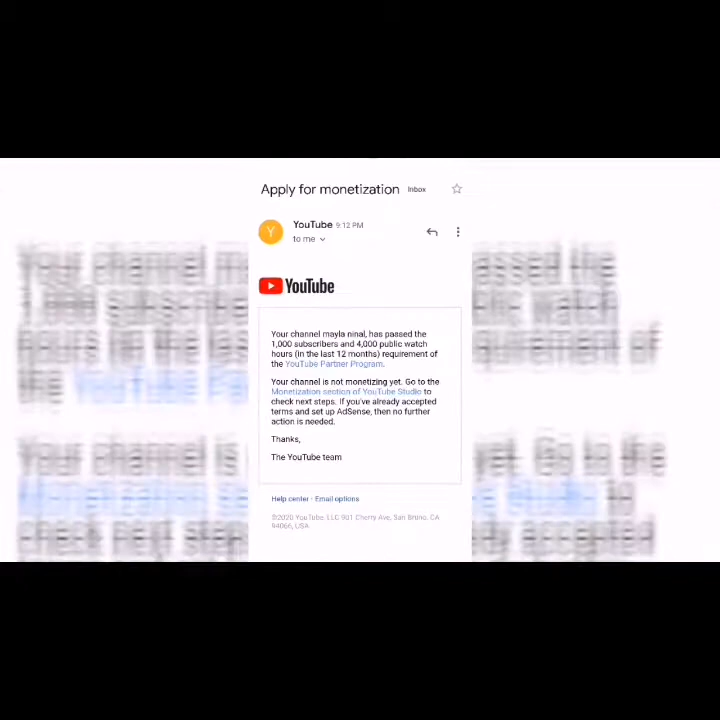 Apply for monetization Inbox
Y YouTube 9:12 PM
to me
YouTube
Your channel mayla ninal, has passed the
1,000 subscribers and 4,000 public watch
hours (in the last 12 months) requirement of
the YouTube Partner Program.
Your channel is not monetizing yet. Go to the
Monetization section of YouTube Studio to
check next steps. If you've already accepted
terms and set up AdSense, then no further
action is needed.
Thanks,
The YouTube team
Help center · Email options
©2020 YouTube, LLC 901 Cherry Ave, San Bruno, CA
94066, USA